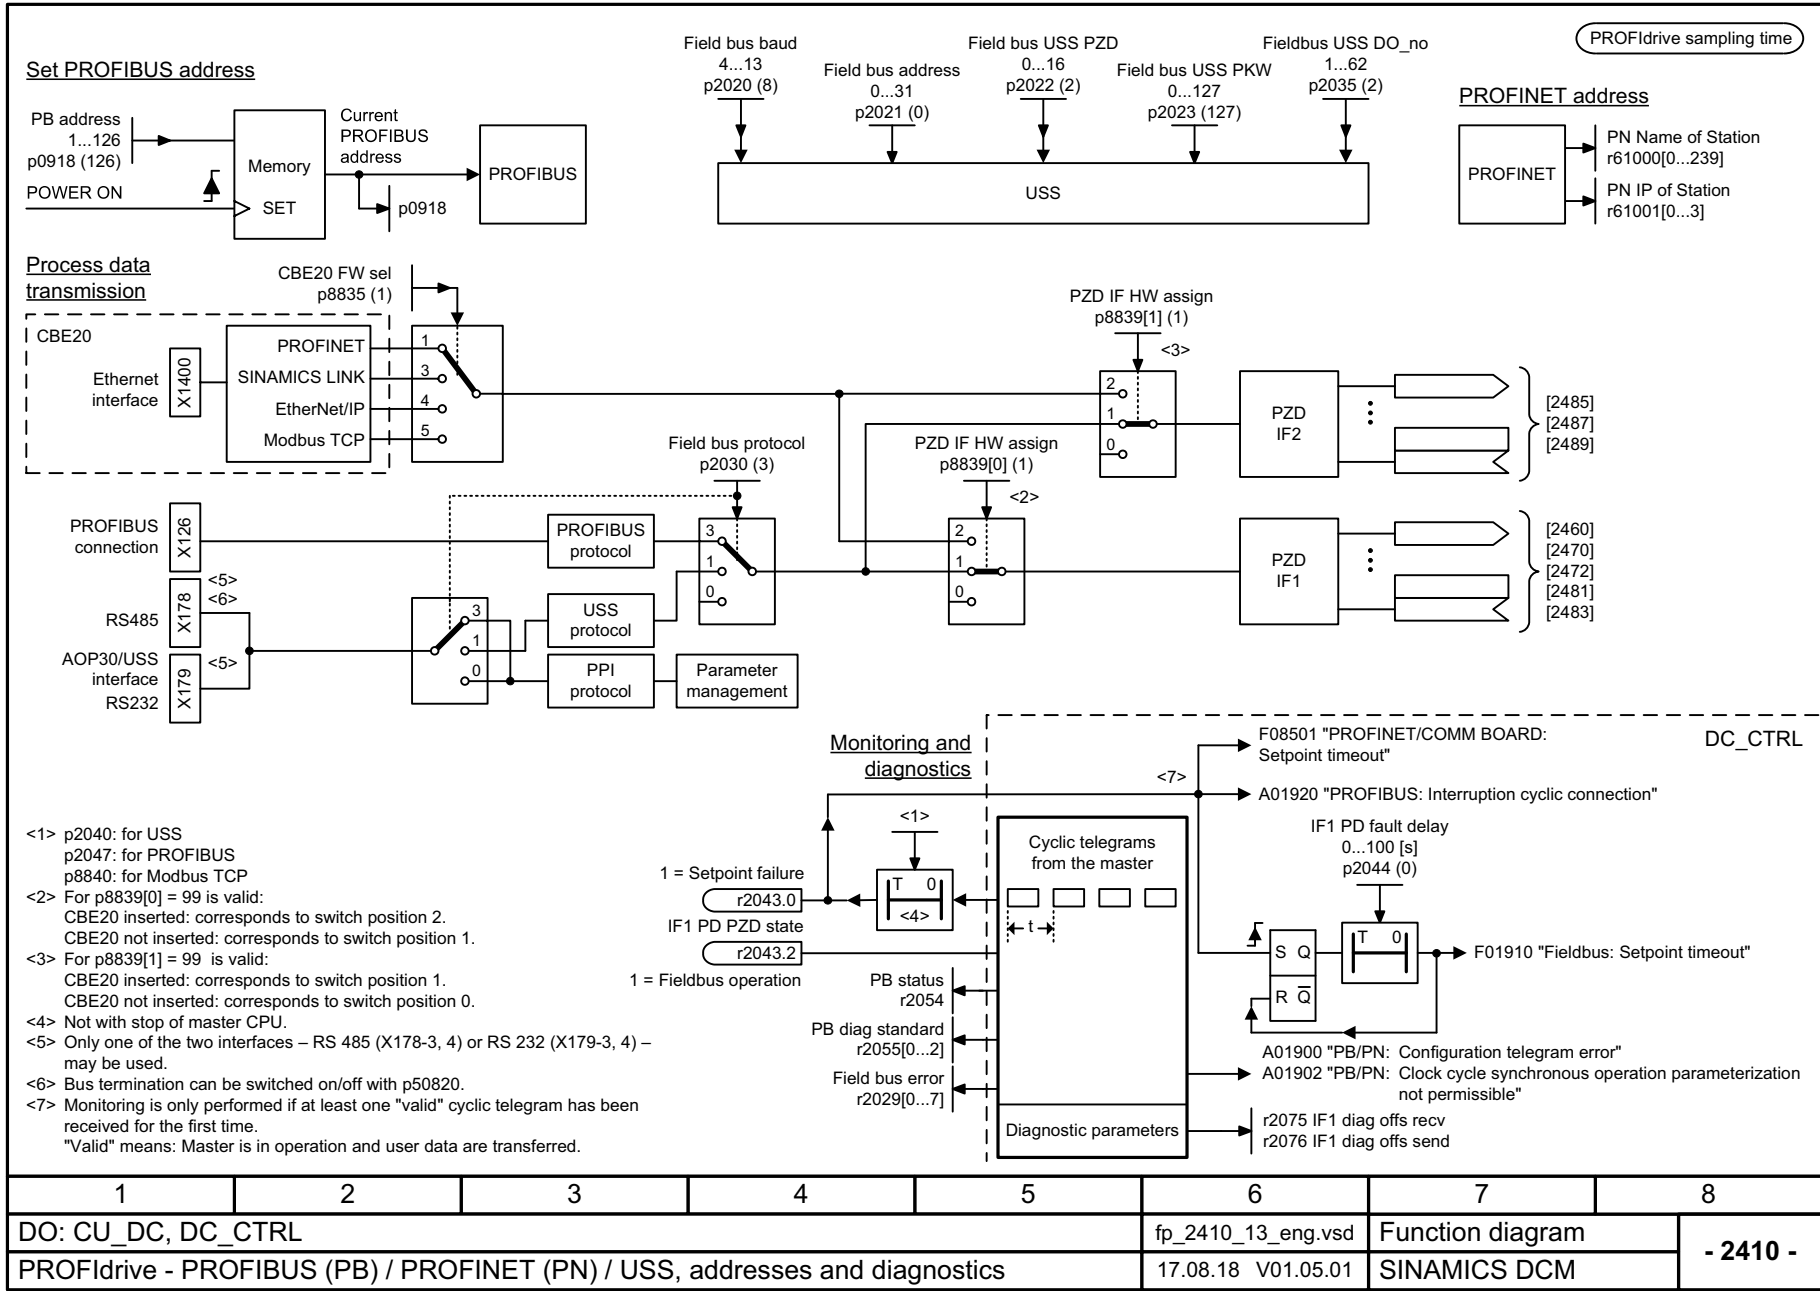 PROFIdrive sampling time
Set PROFIBUS address
PB address
1...126
p0918 (126)
POWER ON
Memory
SET
Current
PROFIBUS
address
p0918
PROFIBUS
Field bus baud
4...13
p2020 (8)
Field bus address
0...31
p2021 (0)
Field bus USS PZD
0...16
p2022 (2)
Field bus USS PKW
0...127
p2023 (127)
Fieldbus USS DO_no
1...62
p2035 (2)
USS
PROFINET address
PROFINET
PN Name of Station
r61000[0...239]
PN IP of Station
r61001[0...3]
Process data
transmission
CBE20
Ethernet
interface
X1400
PROFINET
SINAMICS LINK
EtherNet/IP
Modbus TCP
CBE20 FW sel
p8835 (1)
1
3
4
5
PZD IF HW assign
p8839[1] (1)
<3>
2
1
0
PZD
IF2
[2485]
[2487]
[2489]
Field bus protocol
p2030 (3)
PZD IF HW assign
p8839[0] (1)
<2>
PROFIBUS
connection
X126
PROFIBUS
protocol
3
1
0
2
1
0
PZD
IF1
[2460]
[2470]
[2472]
[2481]
[2483]
RS485
X178
<5>
<6>
AOP30/USS
interface
RS232
X179
<5>
3
1
0
USS
protocol
PPI
protocol
Parameter
management
Monitoring and
diagnostics
DC_CTRL
F08501 "PROFINET/COMM BOARD:
Setpoint timeout"
<7>
A01920 "PROFIBUS: Interruption cyclic connection"
<1>
T 0
<4>
1 = Setpoint failure
r2043.0
IF1 PD PZD state
r2043.2
1 = Fieldbus operation
PB status
r2054
PB diag standard
r2055[0...2]
Field bus error
r2029[0...7]
Cyclic telegrams
from the master
t
Diagnostic parameters
IF1 PD fault delay
0...100 [s]
p2044 (0)
S Q
R Q̅
T 0
F01910 "Fieldbus: Setpoint timeout"
A01900 "PB/PN: Configuration telegram error"
A01902 "PB/PN: Clock cycle synchronous operation parameterization
not permissible"
r2075 IF1 diag offs recv
r2076 IF1 diag offs send
<1> p2040: for USS
p2047: for PROFIBUS
p8840: for Modbus TCP
<2> For p8839[0] = 99 is valid:
CBE20 inserted: corresponds to switch position 2.
CBE20 not inserted: corresponds to switch position 1.
<3> For p8839[1] = 99 is valid:
CBE20 inserted: corresponds to switch position 1.
CBE20 not inserted: corresponds to switch position 0.
<4> Not with stop of master CPU.
<5> Only one of the two interfaces – RS 485 (X178-3, 4) or RS 232 (X179-3, 4) –
may be used.
<6> Bus termination can be switched on/off with p50820.
<7> Monitoring is only performed if at least one "valid" cyclic telegram has been
received for the first time.
"Valid" means: Master is in operation and user data are transferred.
1 2 3 4 5 6 7 8
DO: CU_DC, DC_CTRL
fp_2410_13_eng.vsd
Function diagram
- 2410 -
PROFIdrive - PROFIBUS (PB) / PROFINET (PN) / USS, addresses and diagnostics
17.08.18 V01.05.01
SINAMICS DCM